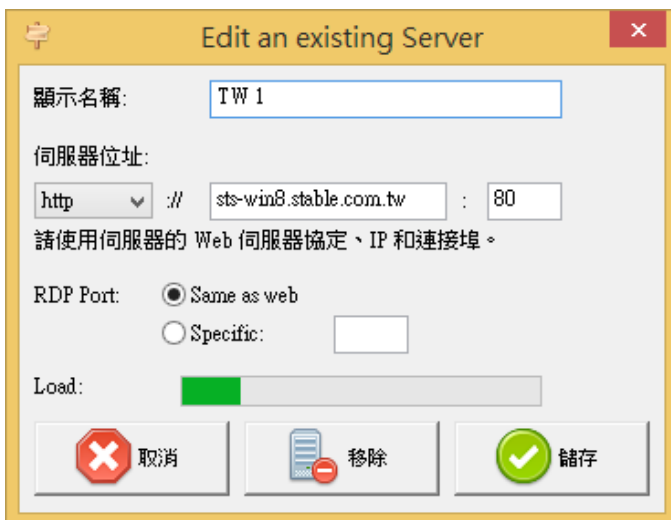 Edit an existing Server
顯示名稱:
TW 1
伺服器位址:
http :// sts-win8.stable.com.tw : 80
請使用伺服器的 Web 伺服器協定、IP 和連接埠。
RDP Port: Same as web
Specific:
Load:
取消 移除 儲存